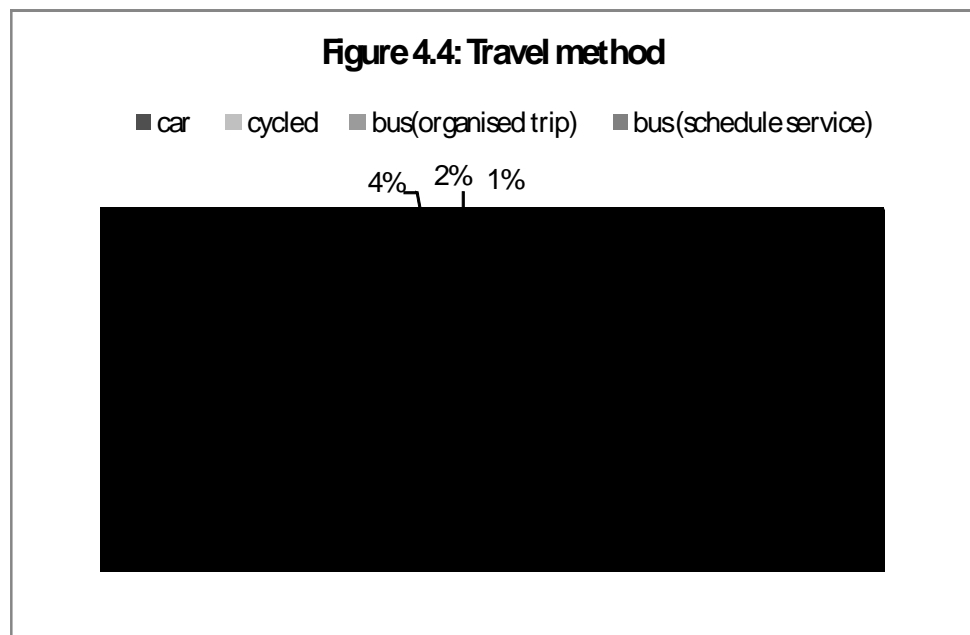 Figure 4.4: Travel method
car cycled bus(organised trip) bus(schedule service)
4% 2% 1%